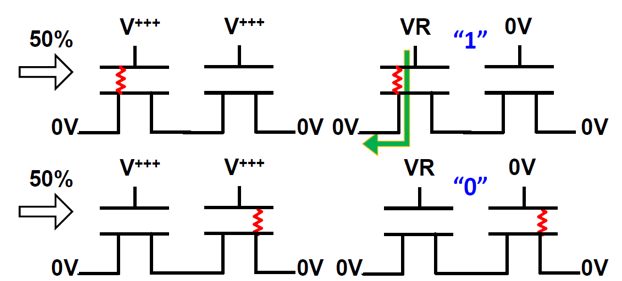 50% V+++ V+++ VR “1” 0V
0V 0V 0V 0V
50% V+++ V+++ VR “0” 0V
0V 0V 0V 0V